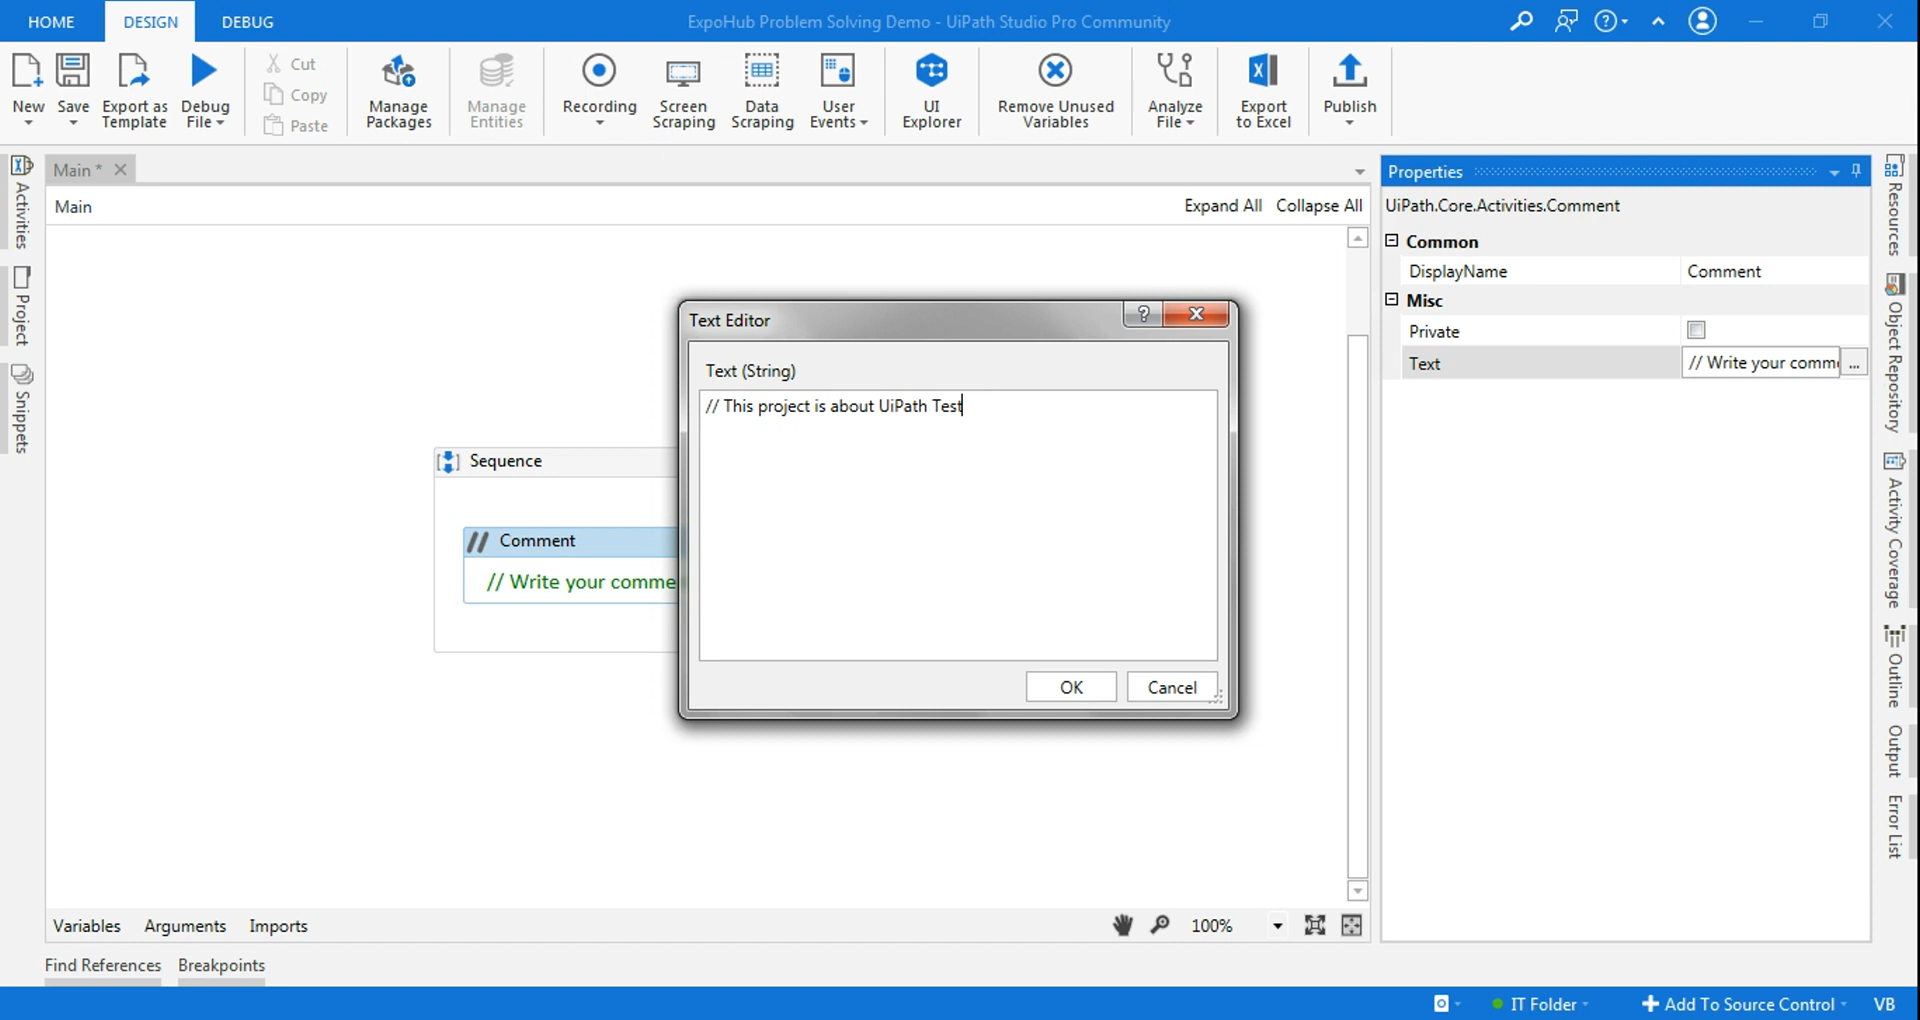 HOME DESIGN DEBUG ExpoHub Problem Solving Demo - UiPath Studio Pro Community
New Save Export as Template Debug File Cut Copy Paste Manage Packages Manage Entities Recording Screen Scraping Data Scraping User Events UI Explorer Remove Unused Variables Analyze File Export to Excel Publish
Activities
Project
Snippets
Main *
Main Expand All Collapse All
Sequence
Comment
// Write your comme
Text Editor ?
Text (String)
// This project is about UiPath Test
OK Cancel
Properties
UiPath.Core.Activities.Comment
Common
DisplayName Comment
Misc
Private
Text // Write your comm ...
Resources
Object Repository
Activity Coverage
Outline
Output
Error List
Variables Arguments Imports 100%
Find References Breakpoints
IT Folder Add To Source Control VB